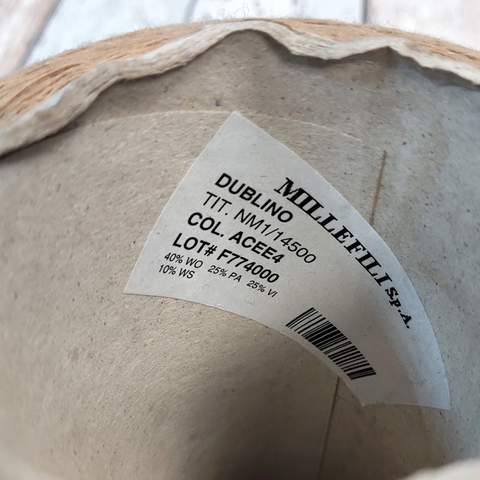 MILLEFILI S.p.A.
DUBLINO
TIT. NM1/14500
COL. ACEE4
LOT# F774000
40% WO 25% PA 25% VI
10% WS